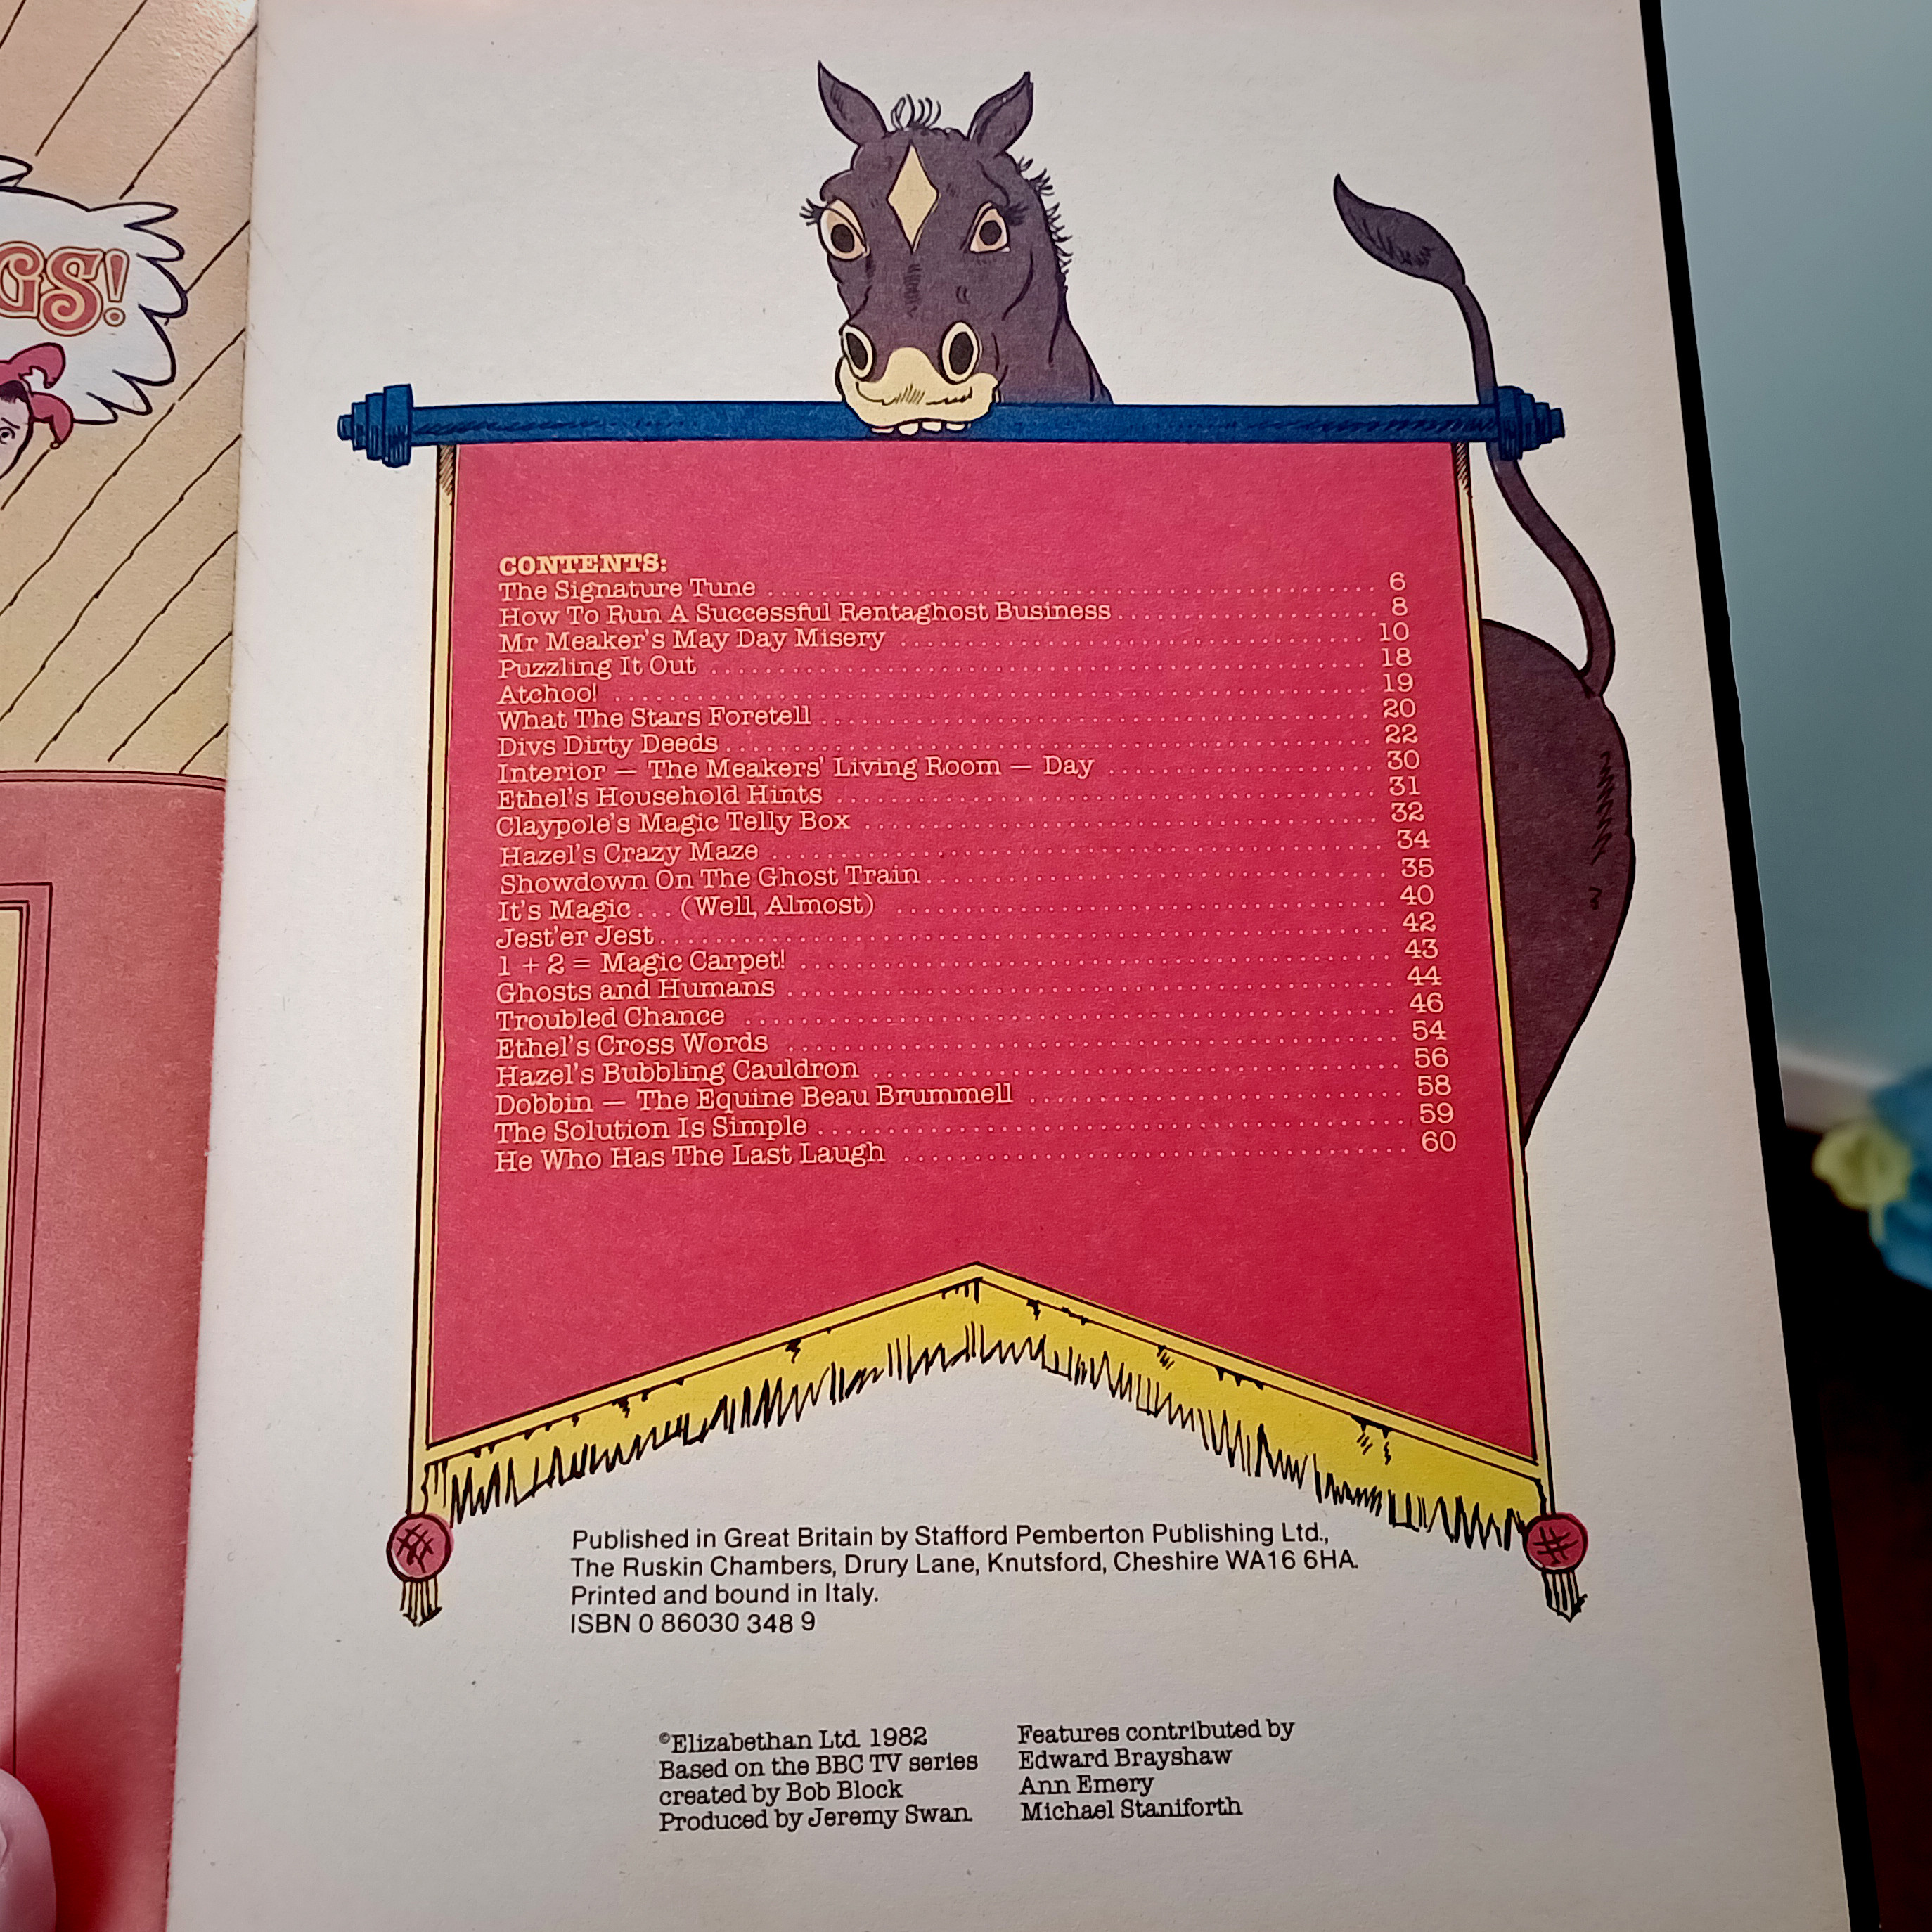 GS!
CONTENTS:
The Signature Tune ........ 6
How To Run A Successful Rentaghost Business ........ 8
Mr Meaker's May Day Misery ........ 10
Puzzling It Out ........ 18
Atchoo! ........ 19
What The Stars Foretell ........ 20
Divs Dirty Deeds ........ 22
Interior — The Meakers' Living Room — Day ........ 30
Ethel's Household Hints ........ 31
Claypole's Magic Telly Box ........ 32
Hazel's Crazy Maze ........ 34
Showdown On The Ghost Train ........ 35
It's Magic... (Well, Almost) ........ 40
Jest'er Jest ........ 42
1 + 2 = Magic Carpet! ........ 43
Ghosts and Humans ........ 44
Troubled Chance ........ 46
Ethel's Cross Words ........ 54
Hazel's Bubbling Cauldron ........ 56
Dobbin — The Equine Beau Brummell ........ 58
The Solution Is Simple ........ 59
He Who Has The Last Laugh ........ 60
Published in Great Britain by Stafford Pemberton Publishing Ltd.,
The Ruskin Chambers, Drury Lane, Knutsford, Cheshire WA16 6HA.
Printed and bound in Italy.
ISBN 0 86030 348 9
©Elizabethan Ltd. 1982
Based on the BBC TV series
created by Bob Block
Produced by Jeremy Swan
Features contributed by
Edward Brayshaw
Ann Emery
Michael Staniforth